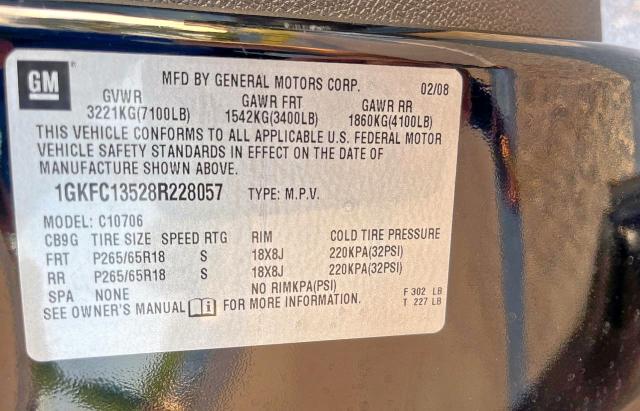 GM
MFD BY GENERAL MOTORS CORP. 02/08
GVWR GAWR FRT GAWR RR
3221KG(7100LB) 1542KG(3400LB) 1860KG(4100LB)
THIS VEHICLE CONFORMS TO ALL APPLICABLE U.S. FEDERAL MOTOR
VEHICLE SAFETY STANDARDS IN EFFECT ON THE DATE OF
MANUFACTURE SHOWN ABOVE.
1GKFC13528R228057 TYPE: M.P.V.
MODEL: C10706
CB9G TIRE SIZE SPEED RTG RIM COLD TIRE PRESSURE
FRT P265/65R18 S 18X8J 220KPA(32PSI)
RR P265/65R18 S 18X8J 220KPA(32PSI)
SPA NONE NO RIMKPA(PSI)
SEE OWNER'S MANUAL i FOR MORE INFORMATION.
F 302 LB
T 227 LB